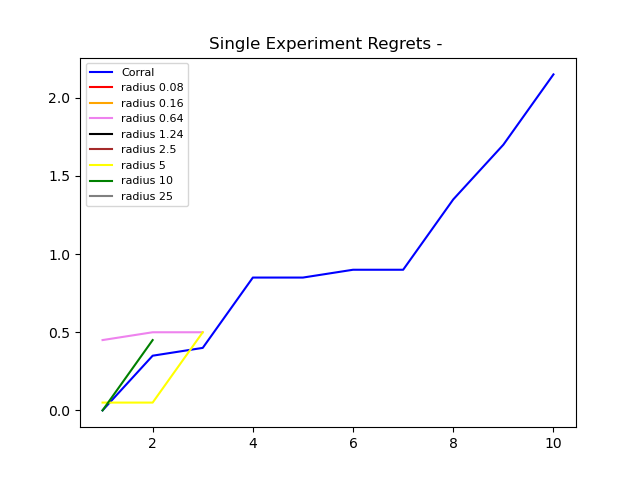 Single Experiment Regrets -
Corral
radius 0.08
radius 0.16
radius 0.64
radius 1.24
radius 2.5
radius 5
radius 10
radius 25
2.0
1.5
1.0
0.5
0.0
2 4 6 8 10